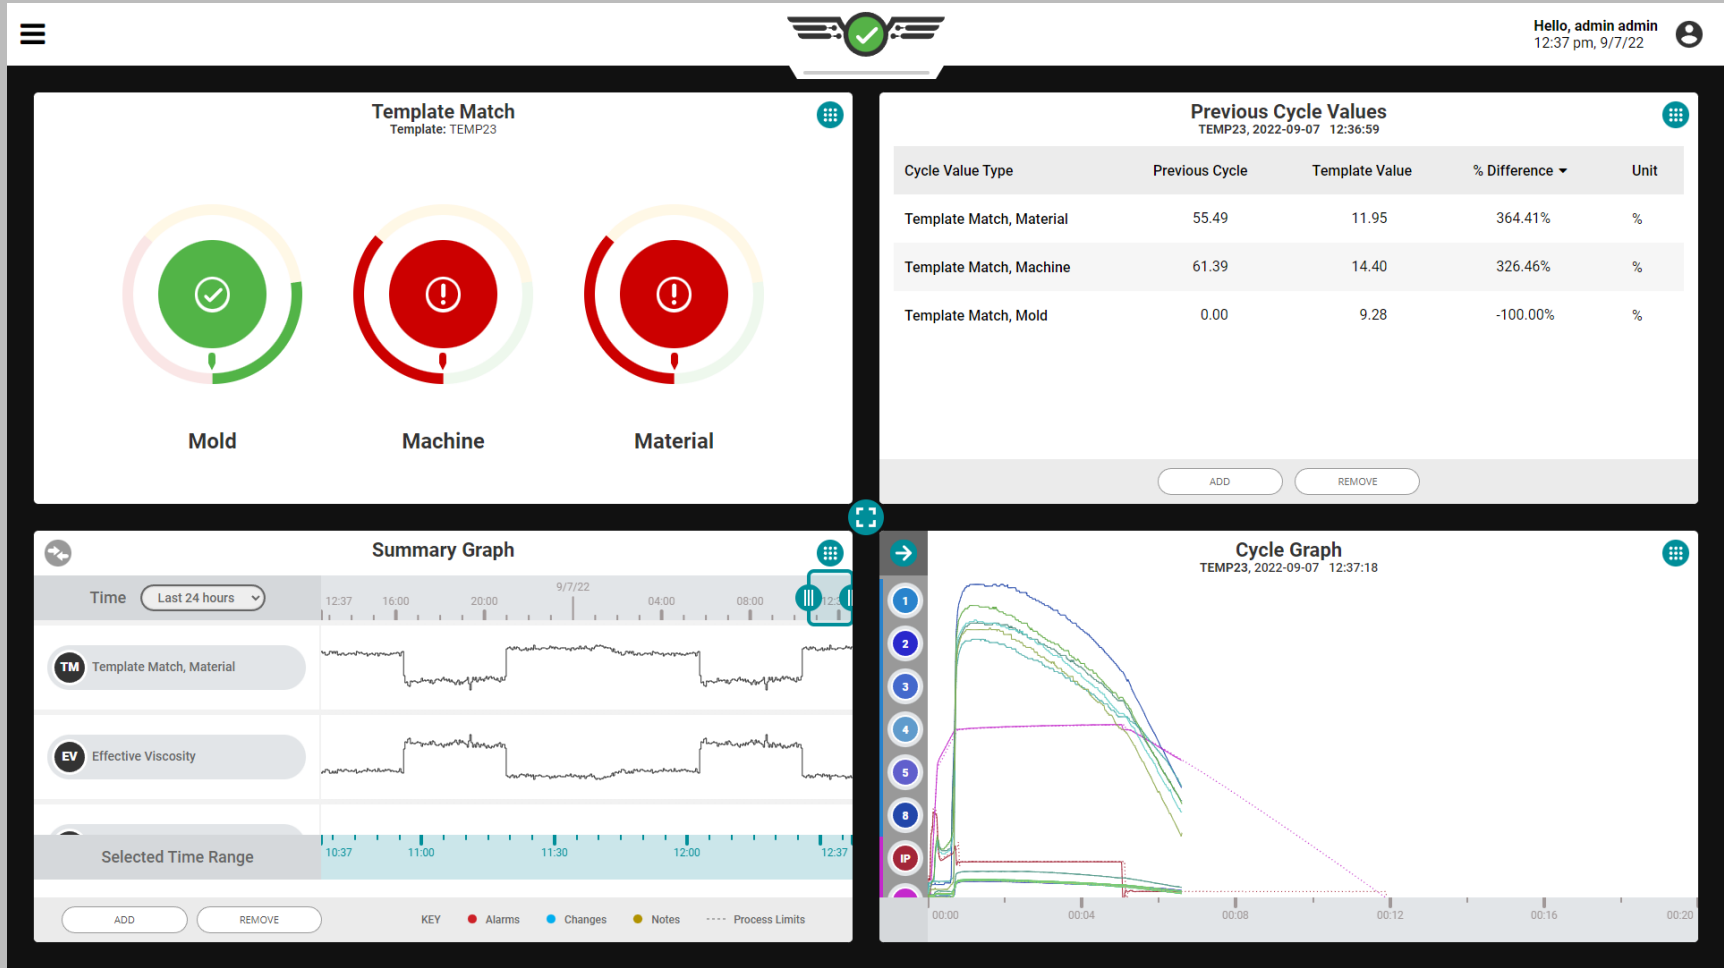 Hello, admin admin
12:37 pm, 9/7/22
Template Match
Template: TEMP23
Mold
Machine
Material
Previous Cycle Values
TEMP23, 2022-09-07 12:36:59
Cycle Value Type Previous Cycle Template Value % Difference Unit
Template Match, Material 55.49 11.95 364.41% %
Template Match, Machine 61.39 14.40 326.46% %
Template Match, Mold 0.00 9.28 -100.00% %
ADD REMOVE
Summary Graph
Time Last 24 hours
9/7/22
12:37 16:00 20:00 04:00 08:00
TM Template Match, Material
EV Effective Viscosity
Selected Time Range
10:37 11:00 11:30 12:00 12:37
ADD REMOVE
KEY Alarms Changes Notes Process Limits
Cycle Graph
TEMP23, 2022-09-07 12:37:18
1
2
3
4
5
8
IP
00:00 00:04 00:08 00:12 00:16 00:20